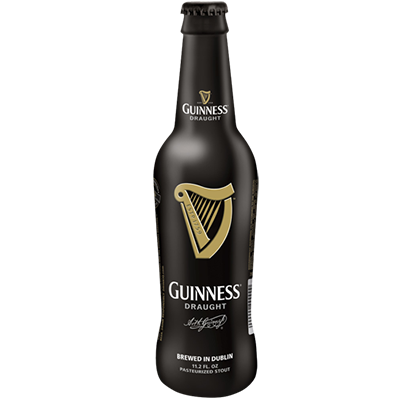 GUINNESS
DRAUGHT
GUINNESS
DRAUGHT
BREWED IN DUBLIN
11.2 FL. OZ
PASTEURIZED STOUT